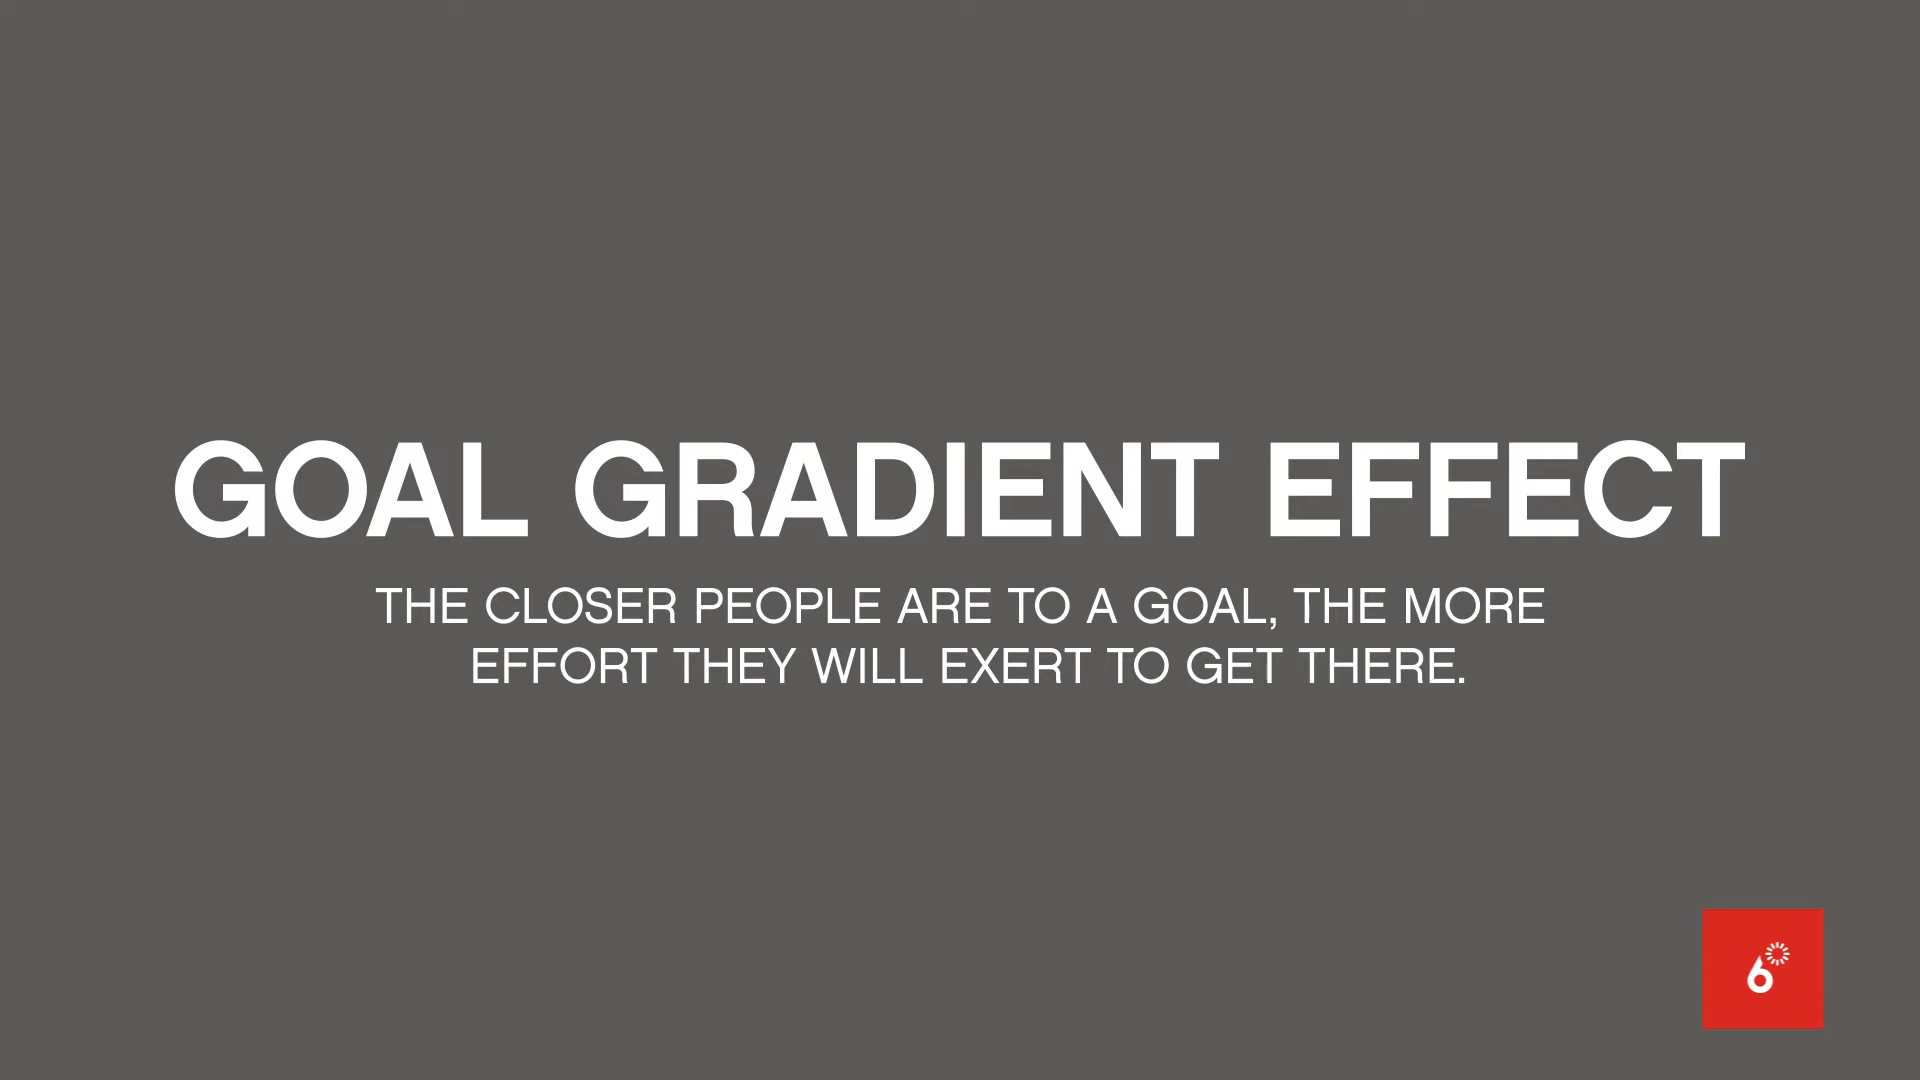 GOAL GRADIENT EFFECT
THE CLOSER PEOPLE ARE TO A GOAL, THE MORE
EFFORT THEY WILL EXERT TO GET THERE.
6